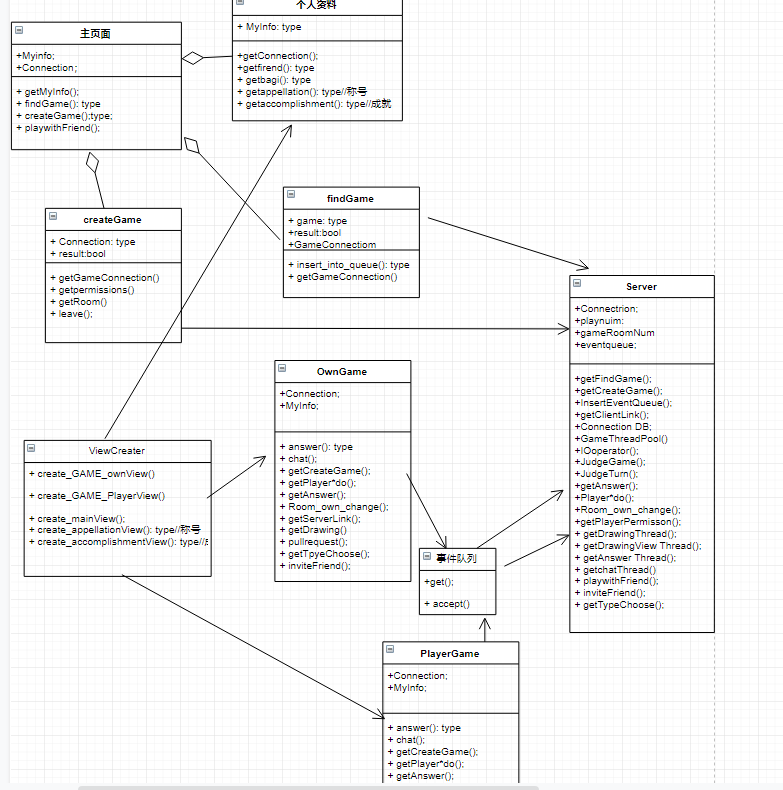 个人资料
+ MyInfo: type
+getConnection();
+getfirend(): type
+ getbagi(): type
+ getappellation(): type//称号
+ getaccomplishment(): type//成就
主页面
+Myinfo;
+Connection;
+ getMyInfo();
+ findGame(): type
+ createGame();type;
+ playwithFriend();
findGame
+ game: type
+result:bool
+GameConnectiom
+ insert_into_queue(): type
+ getGameConnection()
createGame
+ Connection: type
+ result:bool
+ getGameConnection()
+ getpermissions()
+ getRoom()
+ leave();
Server
+Connectrion;
+playnuim:
+gameRoomNum
+eventqueue;
+getFindGame();
+getCreateGame();
+InsertEventQueue();
+getClientLink();
+Connection DB;
+GameThreadPool()
+IOoperator();
+JudgeGame();
+JudgeTurn();
+getAnswer();
+Player*do();
+Room_own_change();
+getPlayerPermisson();
+ getDrawingThread();
+ getDrawingView Thread();
+ getAnswer Thread();
+ getchatThread()
+ playwithFriend();
+ inviteFriend();
+ getTypeChoose();
OwnGame
+Connection;
+MyInfo;
+ answer(): type
+ chat();
+ getCreateGame();
+ getPlayer*do();
+ getAnswer();
+ Room_own_change();
+ getServerLink();
+ getDrawing()
+ pullrequest();
+ getTpyeChoose();
+ inviteFriend();
ViewCreater
+ create_GAME_ownView()
+ create_GAME_PlayerView()
+ create_mainView();
+ create_appellationView(): type//称号
+ create_accomplishmentView(): type//
事件队列
+get();
+ accept()
PlayerGame
+Connection;
+MyInfo;
+ answer(): type
+ chat();
+ getCreateGame();
+ getPlayer*do();
+ getAnswer();